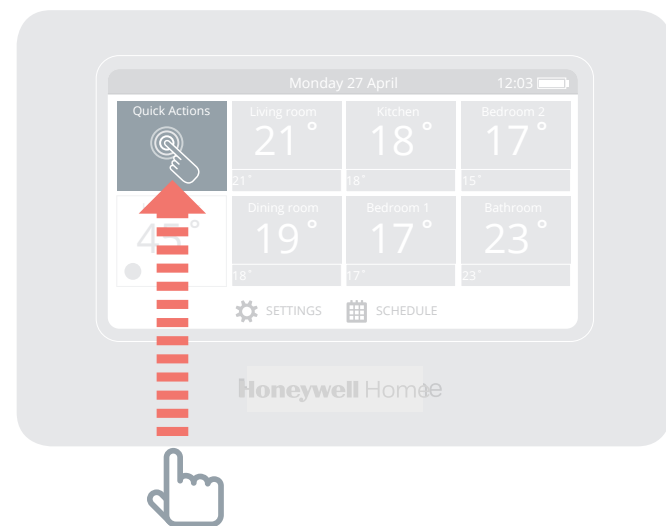 Monday 27 April 12:03
Quick Actions Living room Kitchen Bedroom 2
21° 18° 17°
21° 18° 15°
Dining room Bedroom 1 Bathroom
45° 19° 17° 23°
18° 17° 23°
SETTINGS SCHEDULE
Honeywell Home